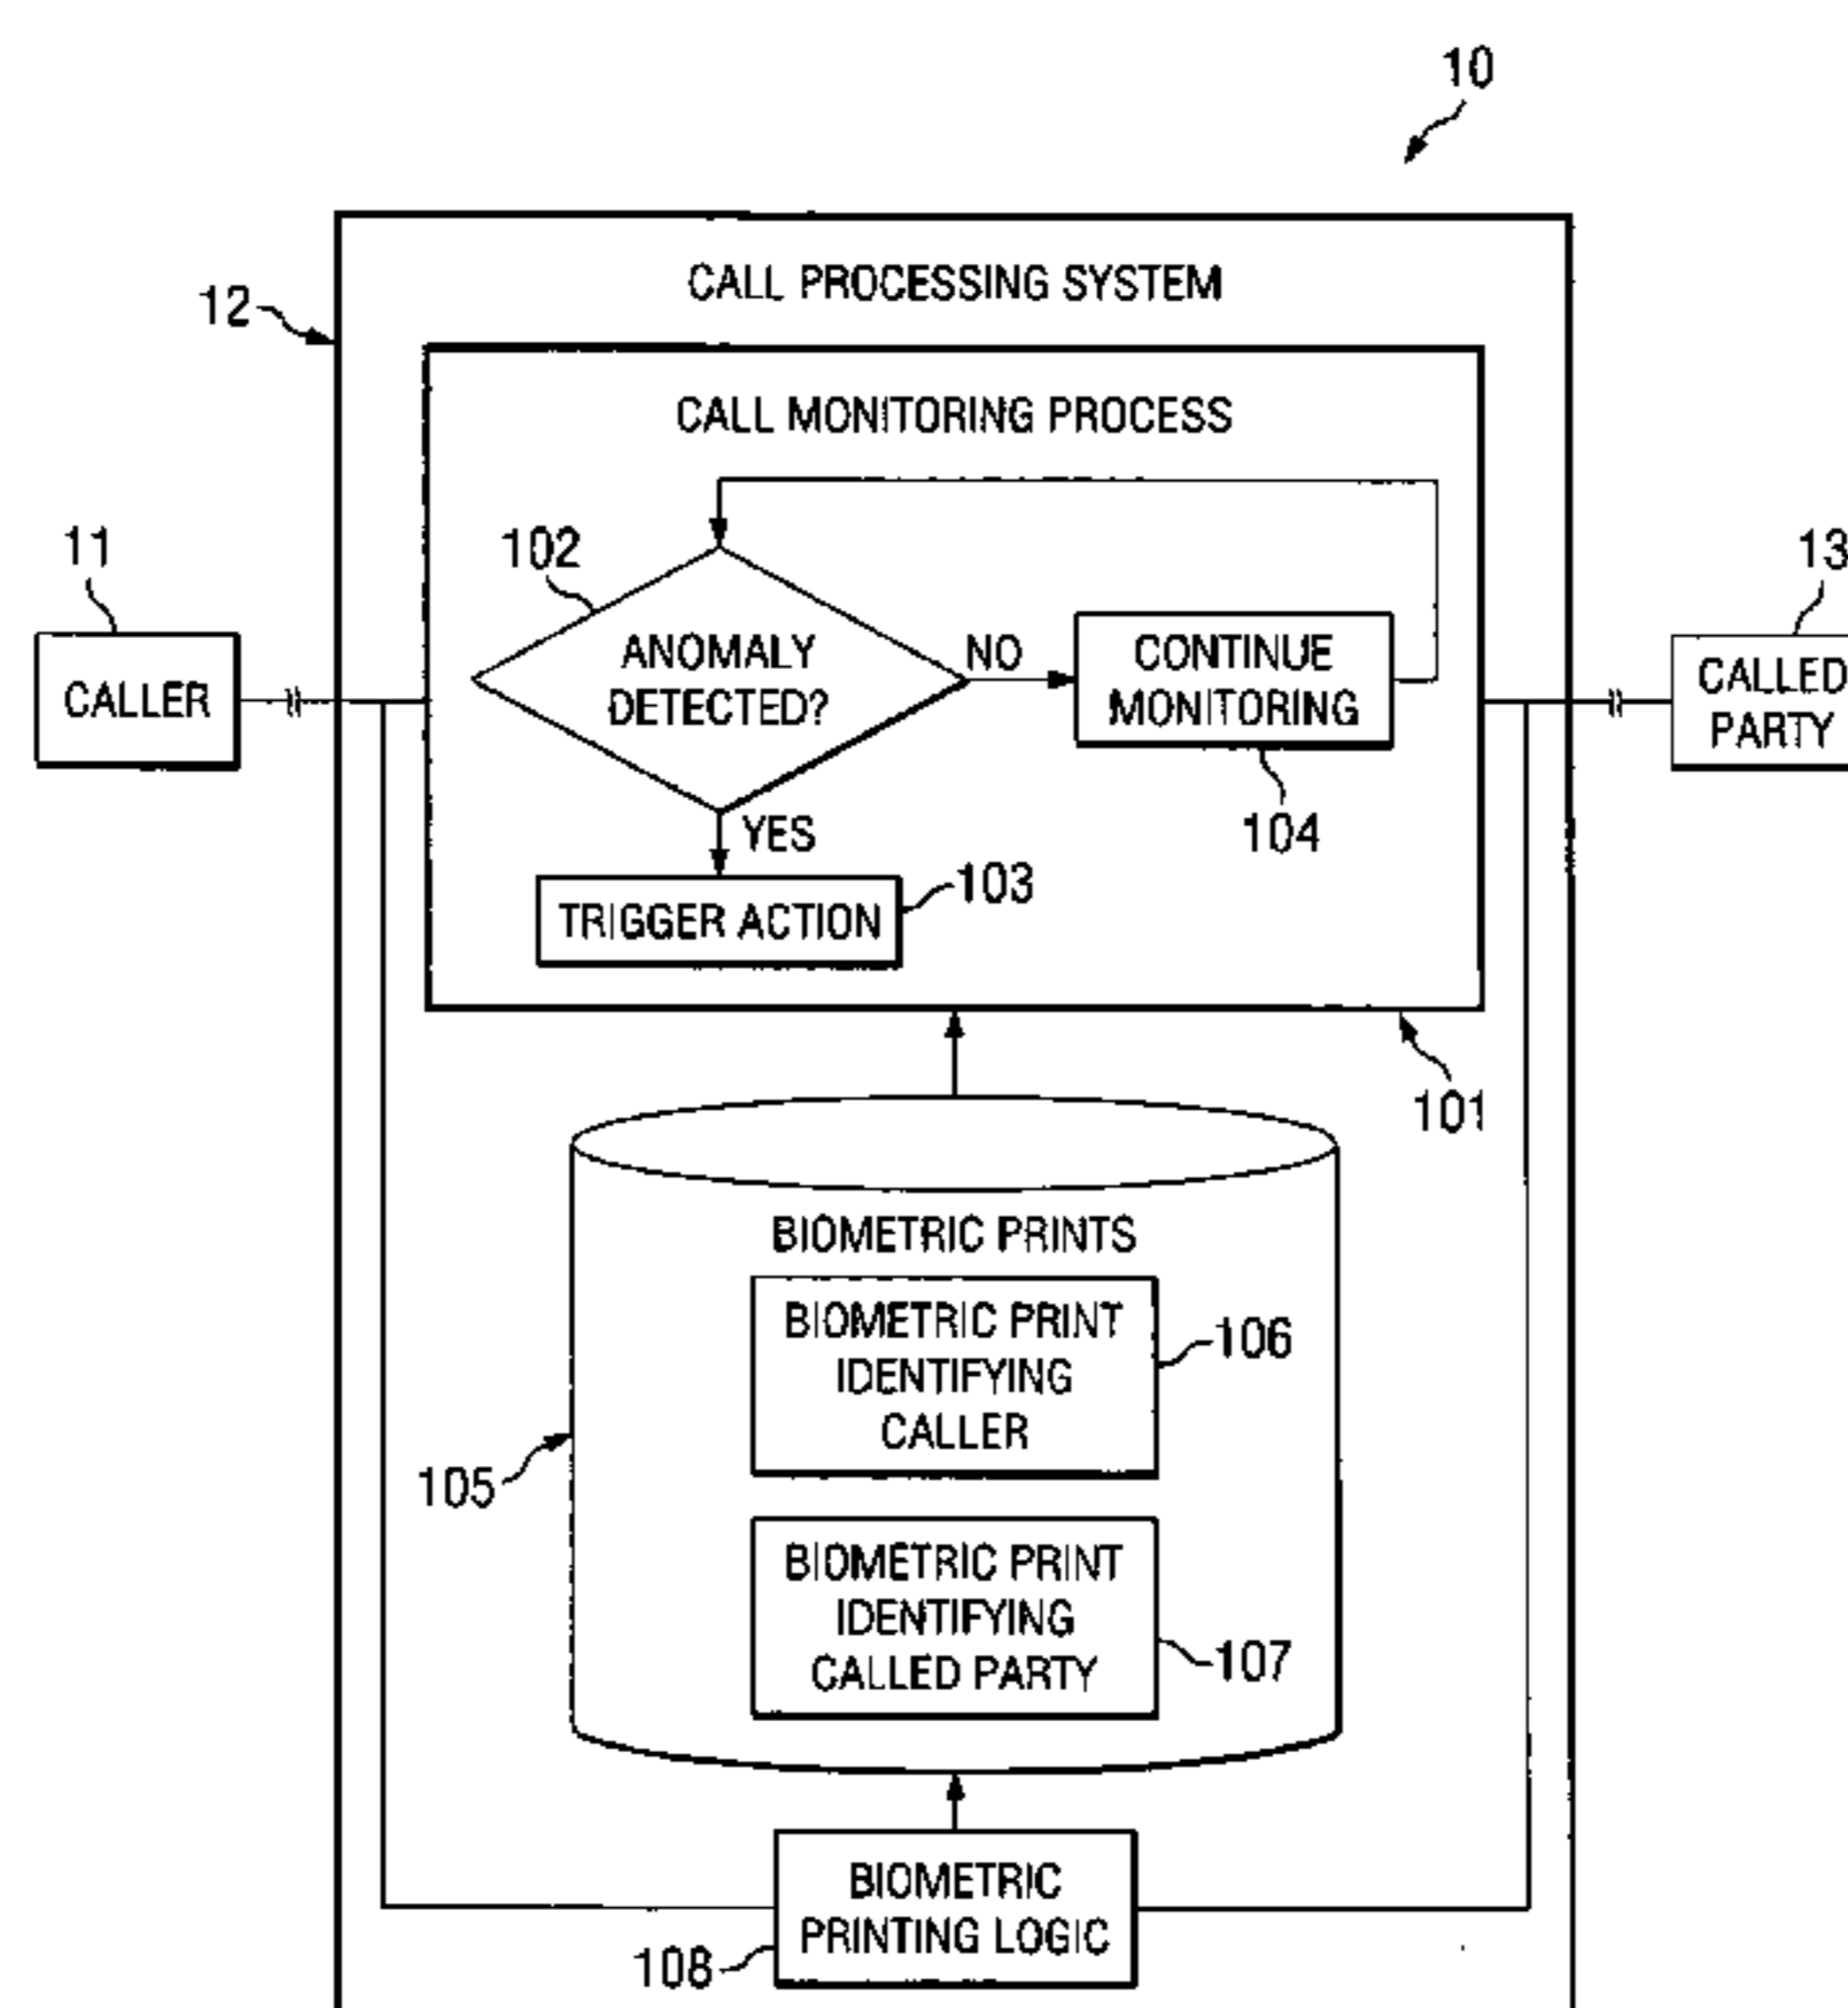 10
CALL PROCESSING SYSTEM
12
CALL MONITORING PROCESS
11
102
13
CALLER
ANOMALY
DETECTED?
NO
CONTINUE
MONITORING
CALLED
PARTY
YES
104
103
TRIGGER ACTION
101
BIOMETRIC PRINTS
BIOMETRIC PRINT
IDENTIFYING
CALLER
106
105
BIOMETRIC PRINT
IDENTIFYING
CALLED PARTY
107
BIOMETRIC
PRINTING LOGIC
108